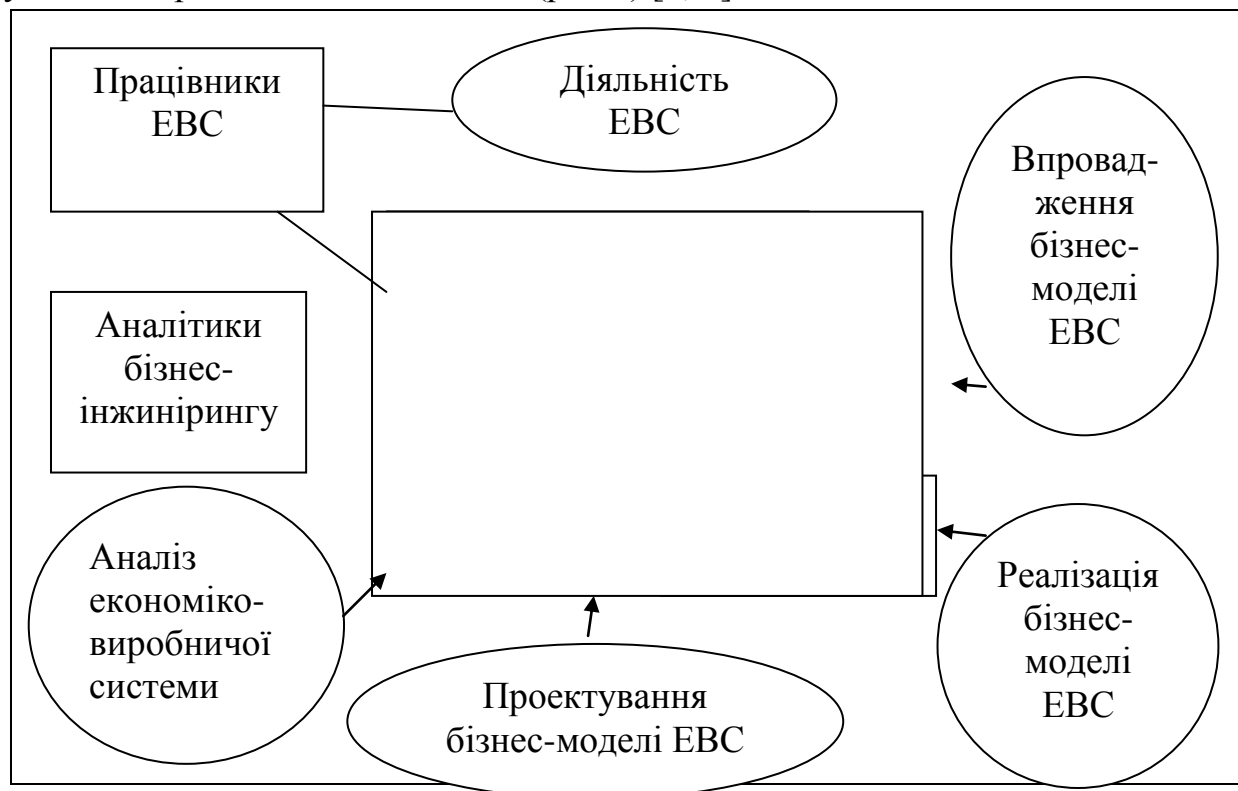 Працівники
ЕВС
Діяльність
ЕВС
Впровад-
ження
бізнес-
моделі
ЕВС
Аналітики
бізнес-
інжинірингу
Аналіз
економіко-
виробничої
системи
Проектування
бізнес-моделі ЕВС
Реалізація
бізнес-
моделі
ЕВС